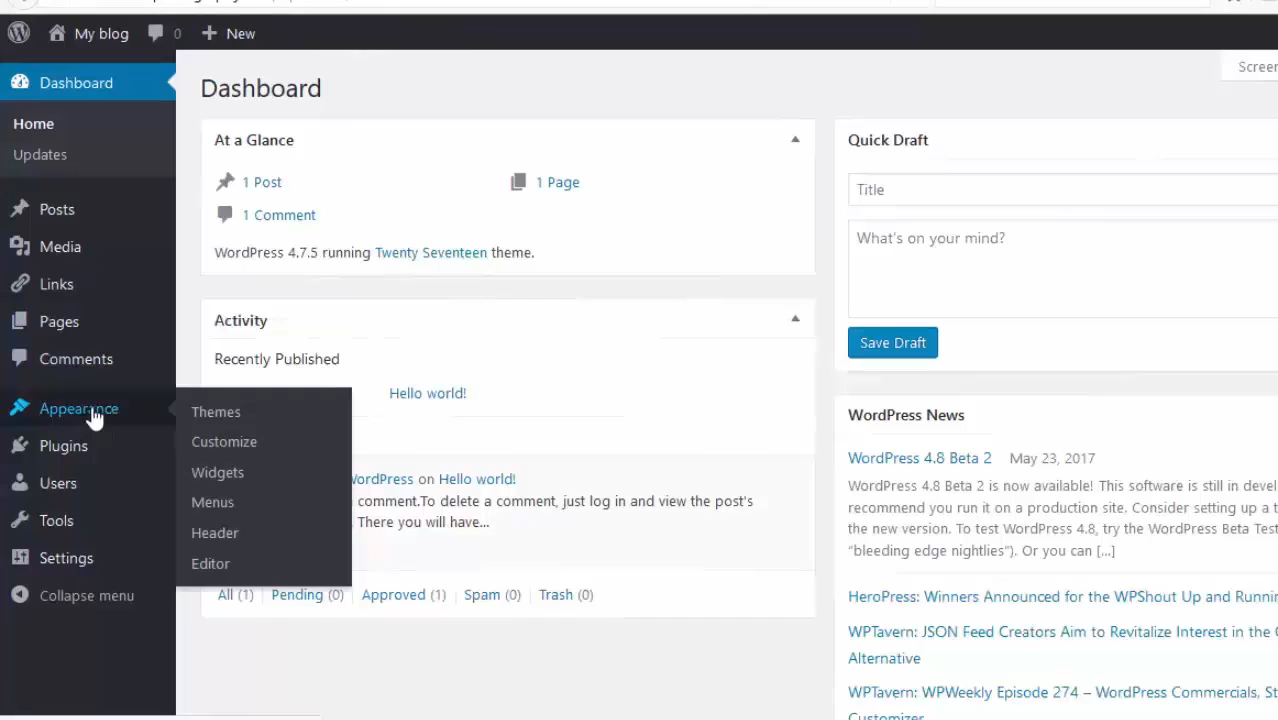 My blog 0 New
Dashboard
Home
Updates
Posts
Media
Links
Pages
Comments
Appearance
Plugins
Users
Tools
Settings
Collapse menu
Themes
Customize
Widgets
Menus
Header
Editor
Screen
Dashboard
At a Glance
1 Post 1 Page
1 Comment
WordPress 4.7.5 running Twenty Seventeen theme.
Activity
Recently Published
Hello world!
WordPress on Hello world!
comment.To delete a comment, just log in and view the post's
There you will have...
All (1) | Pending (0) | Approved (1) | Spam (0) | Trash (0)
Quick Draft
Title
What's on your mind?
Save Draft
WordPress News
WordPress 4.8 Beta 2 May 23, 2017
WordPress 4.8 Beta 2 is now available! This software is still in devel
recommend you run it on a production site. Consider setting up a t
the new version. To test WordPress 4.8, try the WordPress Beta Test
“bleeding edge nightlies”). Or you can [...]
HeroPress: Winners Announced for the WPShout Up and Runnin
WPTavern: JSON Feed Creators Aim to Revitalize Interest in the
Alternative
WPTavern: WPWeekly Episode 274 – WordPress Commercials, St
Customizer